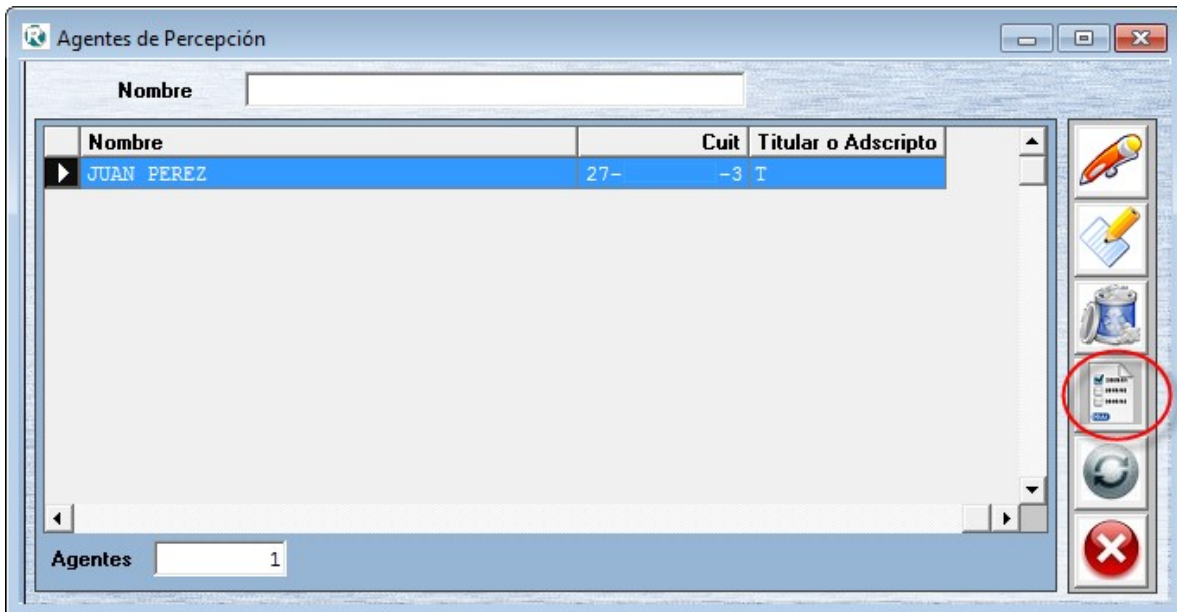 Agentes de Percepción
Nombre
Nombre Cuit Titular o Adscripto
JUAN PEREZ 27- -3 T
Agentes 1